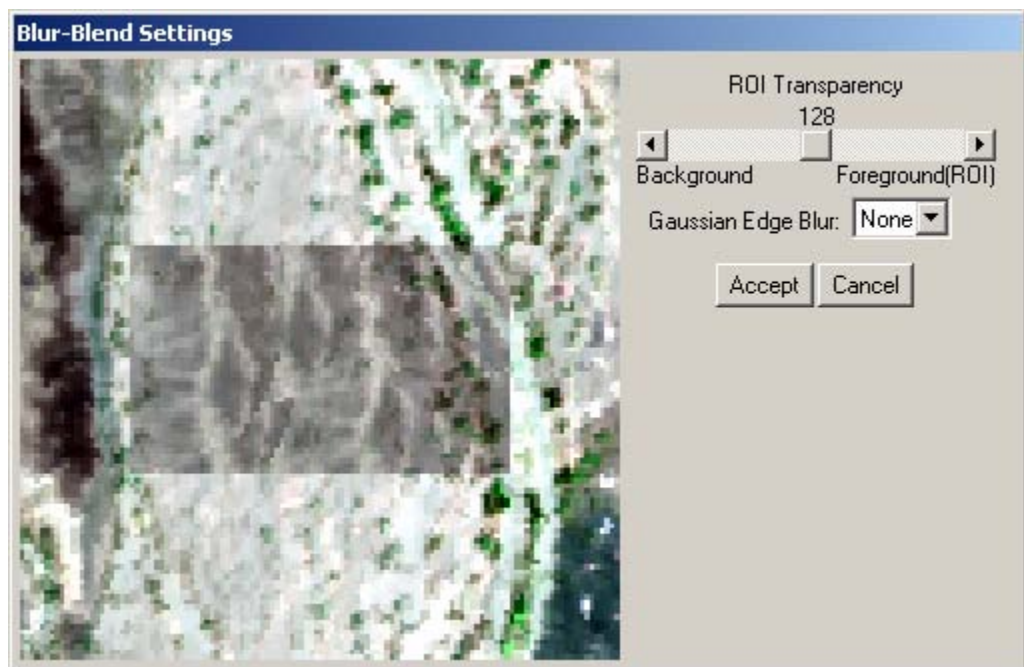 Blur-Blend Settings
ROI Transparency
128
Background Foreground(ROI)
Gaussian Edge Blur: None
Accept Cancel